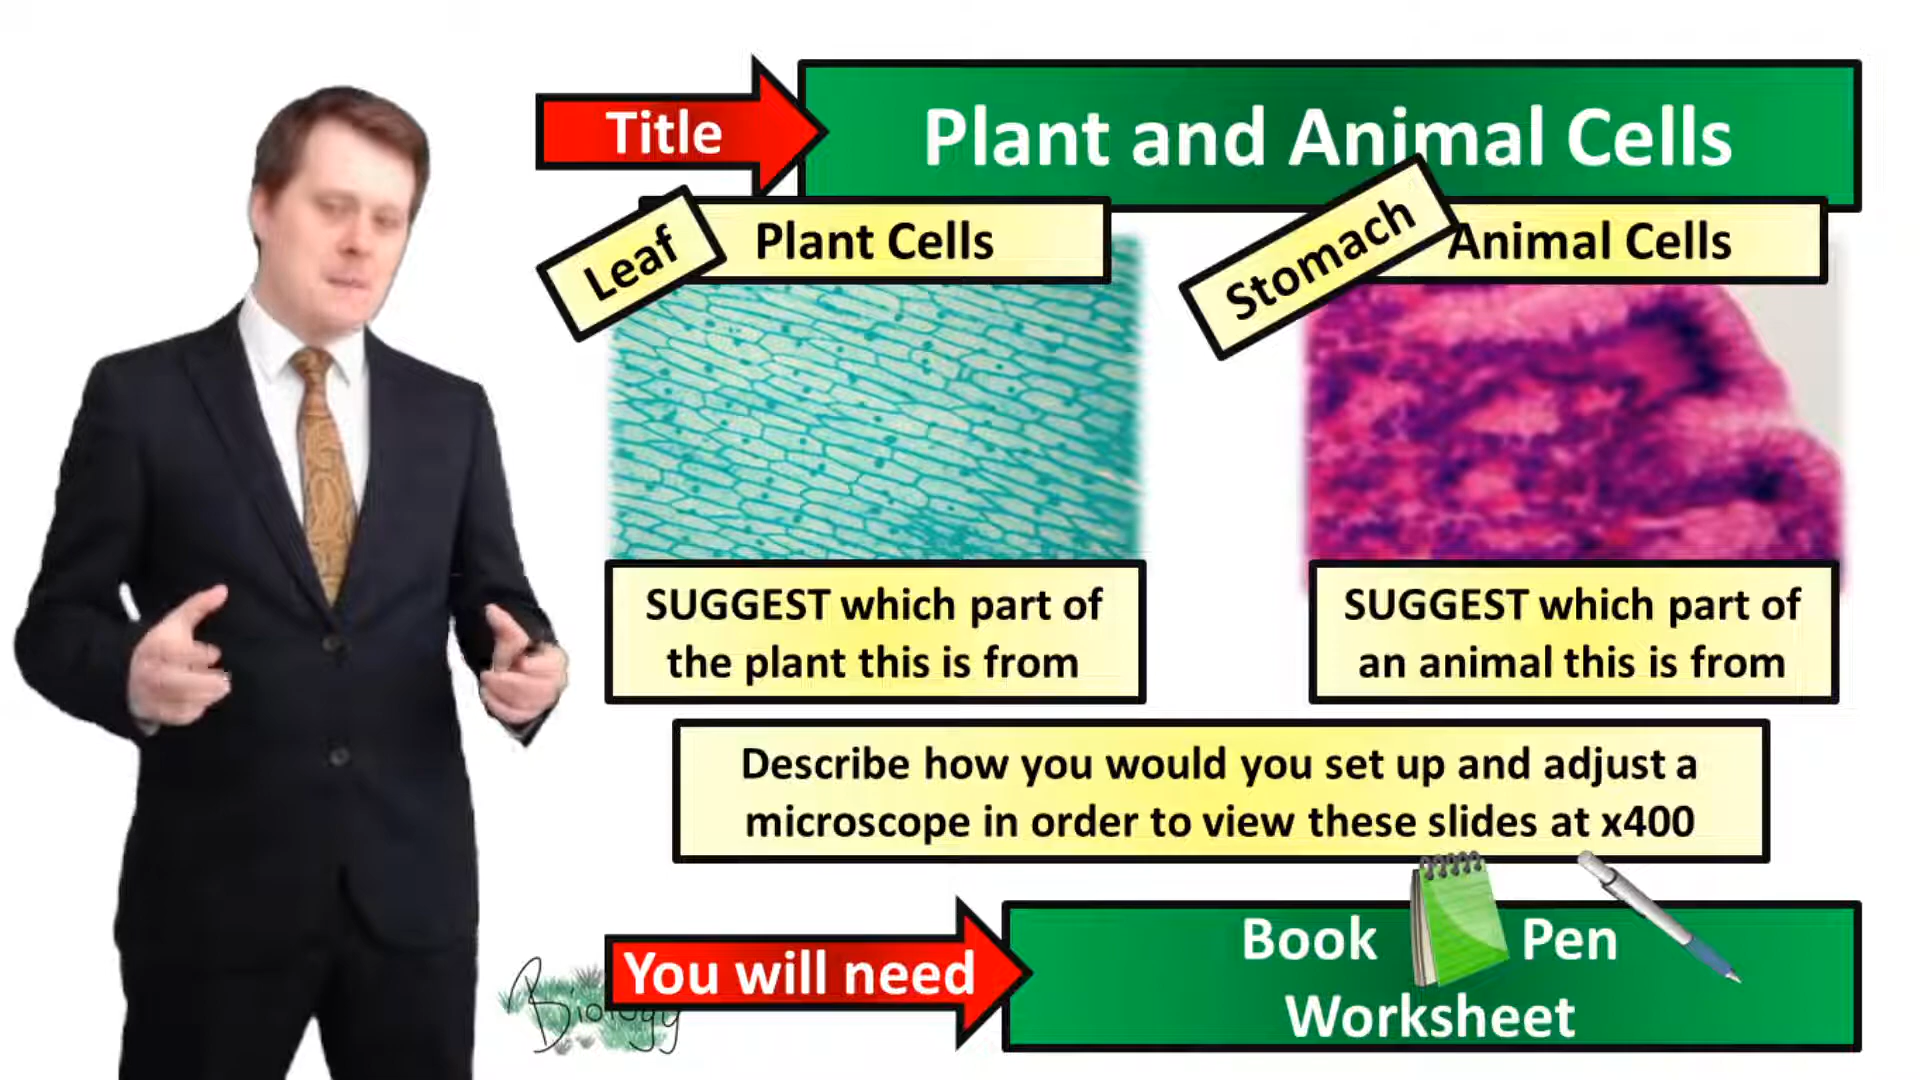 Title
Plant and Animal Cells
Leaf
Plant Cells
Stomach
Animal Cells
SUGGEST which part of
the plant this is from
SUGGEST which part of
an animal this is from
Describe how you would you set up and adjust a
microscope in order to view these slides at x400
You will need
Book Pen
Worksheet
Biology